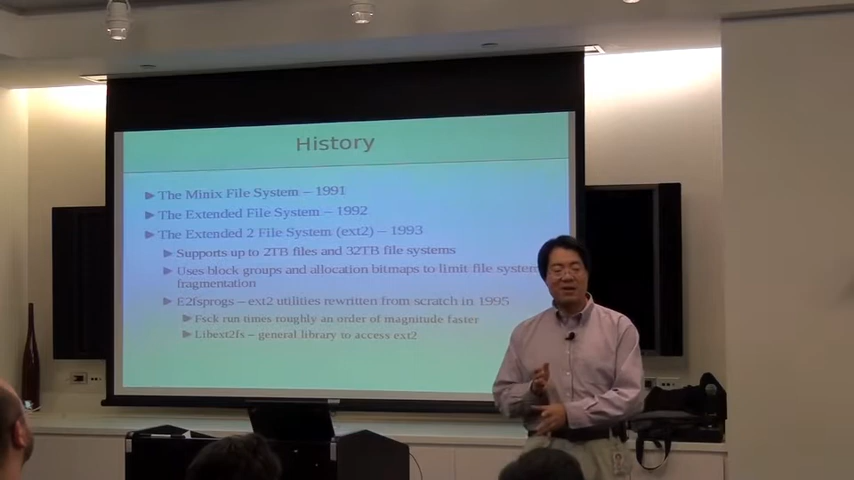 History
The Minix File System – 1991
The Extended File System – 1992
The Extended 2 File System (ext2) – 1993
Supports up to 2TB files and 32TB file systems
Uses block groups and allocation bitmaps to limit file system
fragmentation
E2fsprogs – ext2 utilities rewritten from scratch in 1995
Fsck run times roughly an order of magnitude faster
Libext2fs – general library to access ext2